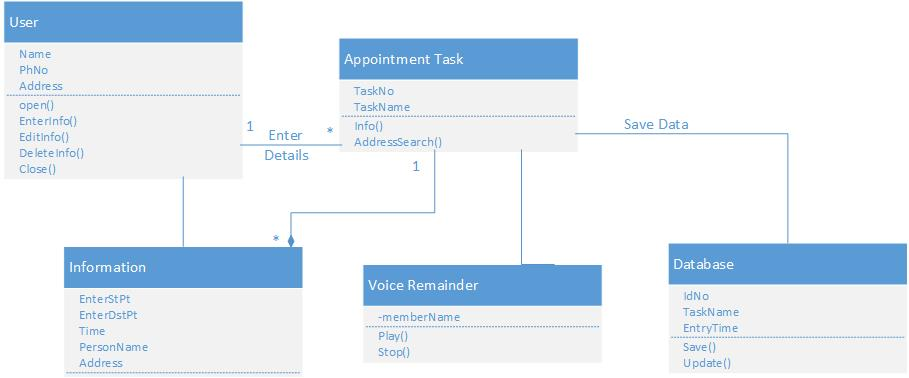 User
Name
PhNo
Address
open()
EnterInfo()
EditInfo()
DeleteInfo()
Close()
1
Enter
Details
*
Appointment Task
TaskNo
TaskName
Info()
AddressSearch()
1
*
Save Data
Information
EnterStPt
EnterDstPt
Time
PersonName
Address
Voice Remainder
-memberName
Play()
Stop()
Database
IdNo
TaskName
EntryTime
Save()
Update()